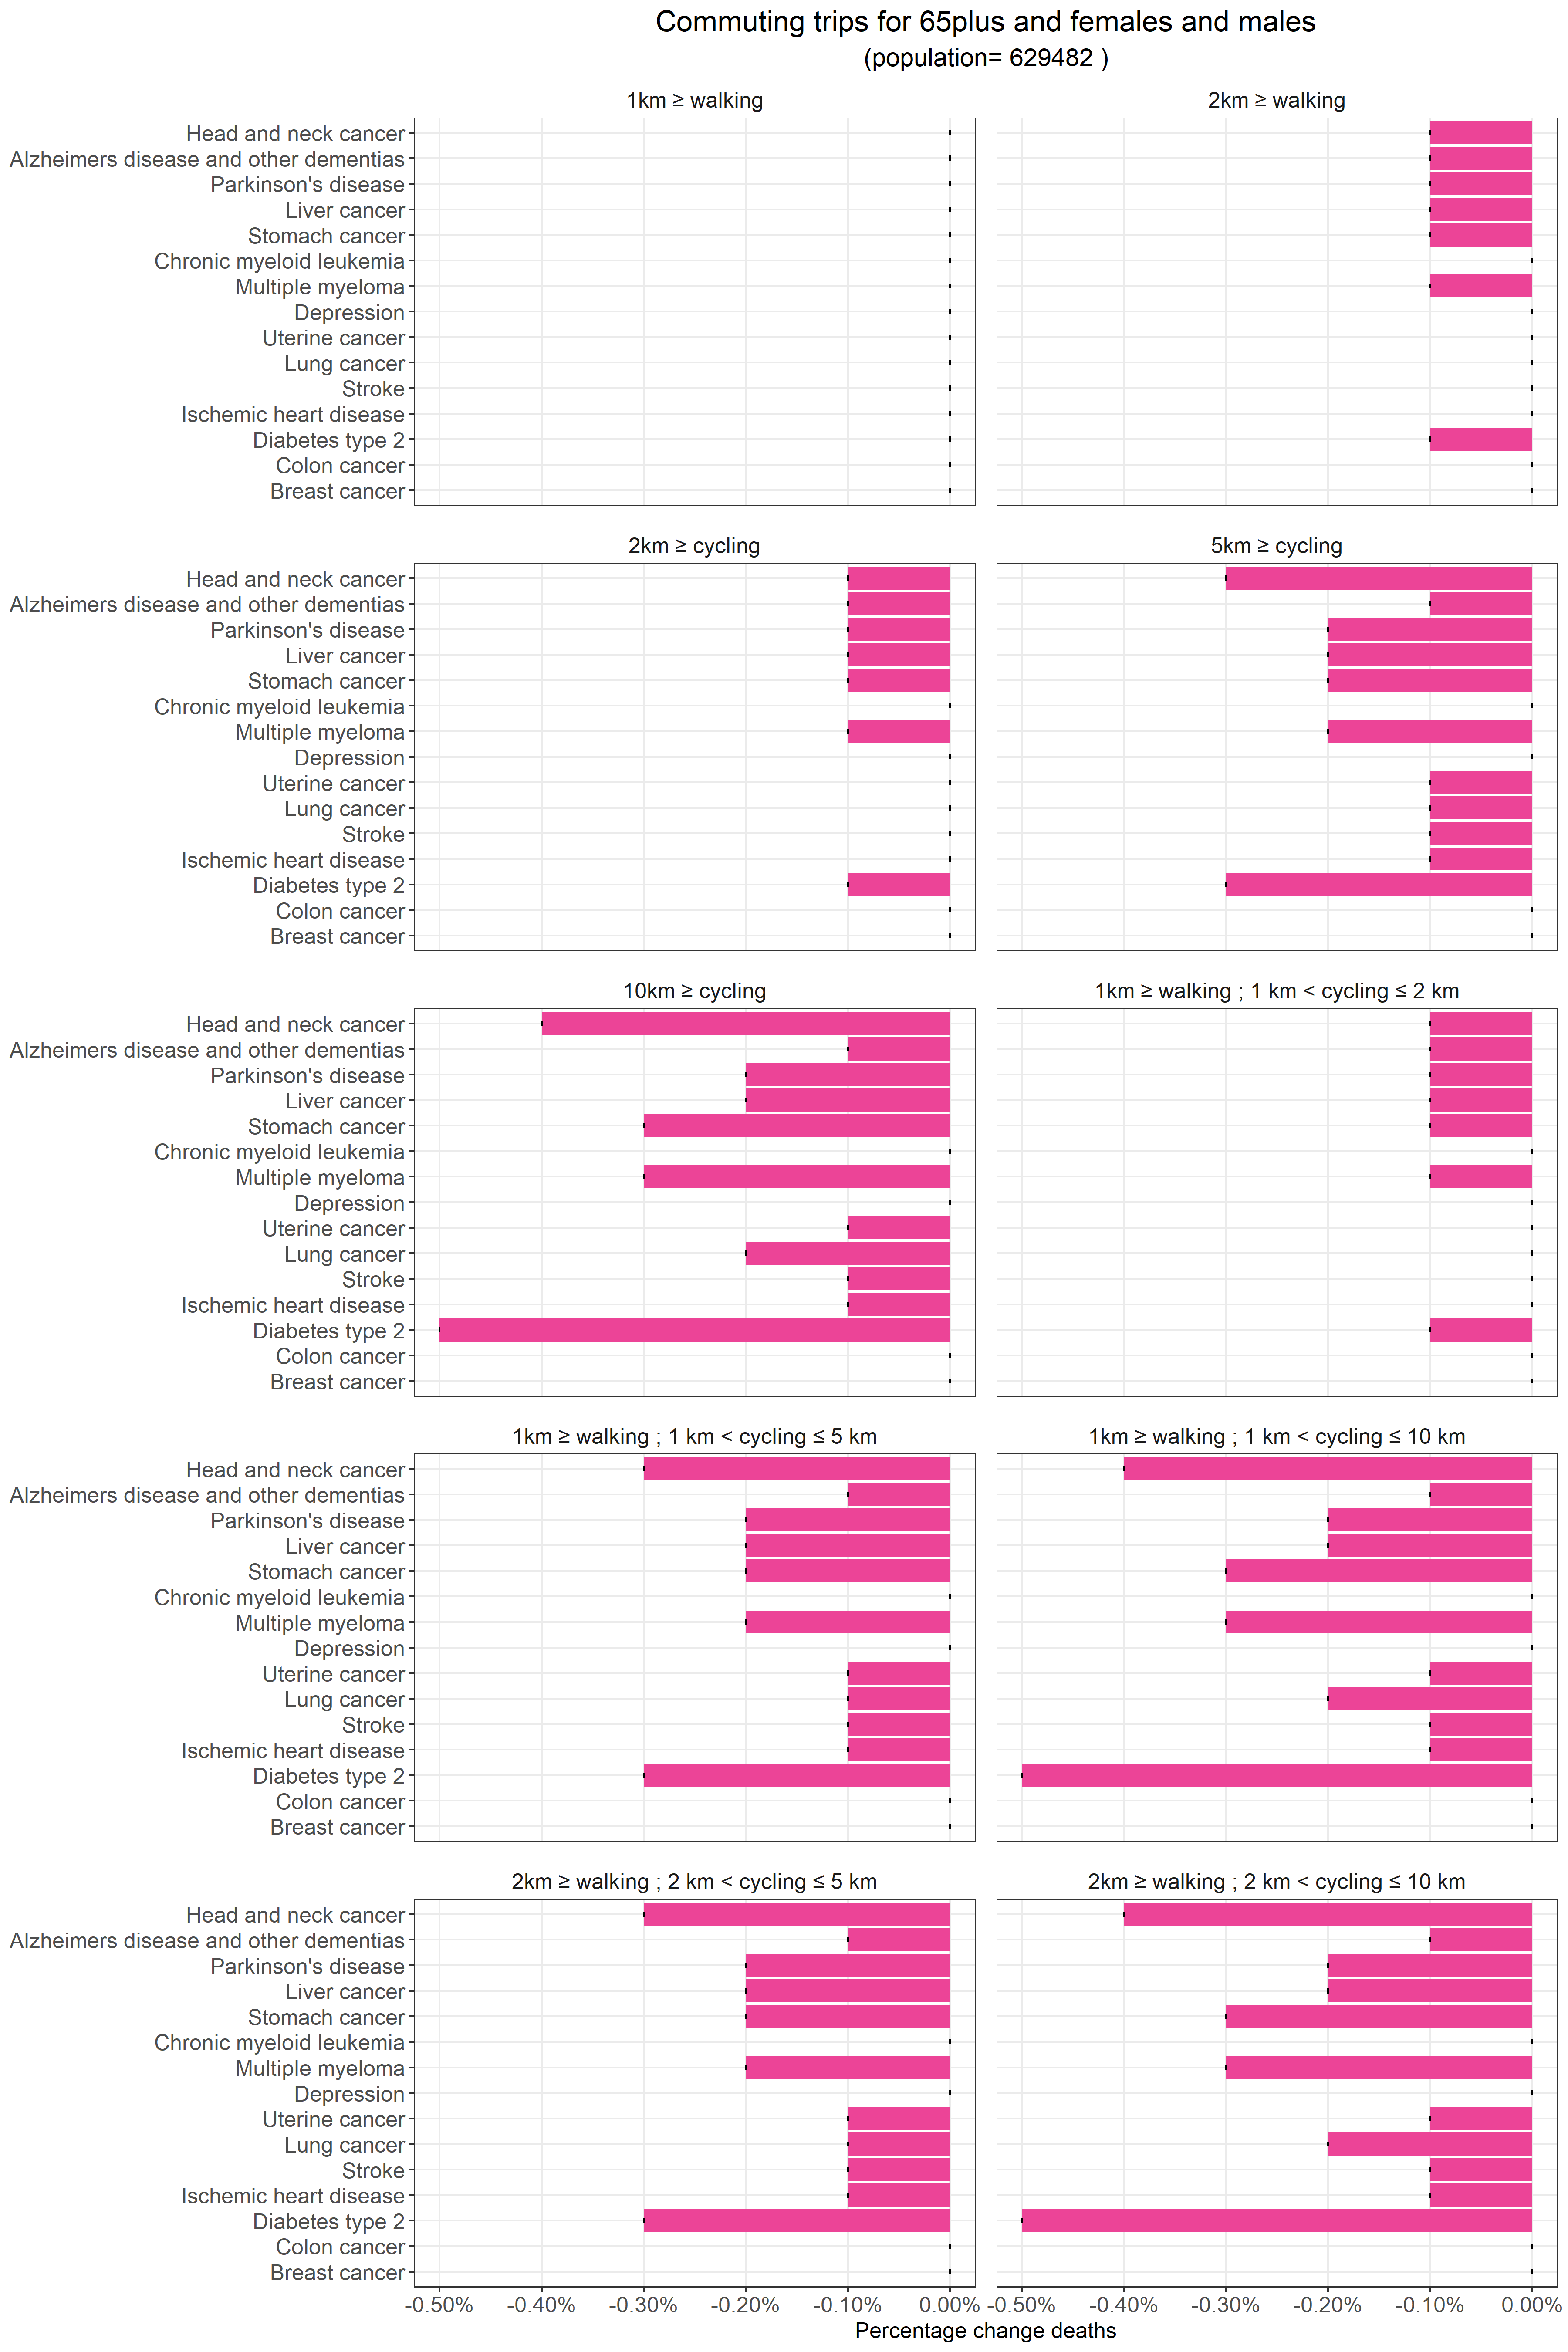 Commuting trips for 65plus and females and males
(population= 629482 )
1km ≥ walking
2km ≥ walking
Head and neck cancer
Alzheimers disease and other dementias
Parkinson's disease
Liver cancer
Stomach cancer
Chronic myeloid leukemia
Multiple myeloma
Depression
Uterine cancer
Lung cancer
Stroke
Ischemic heart disease
Diabetes type 2
Colon cancer
Breast cancer
2km ≥ cycling
5km ≥ cycling
Head and neck cancer
Alzheimers disease and other dementias
Parkinson's disease
Liver cancer
Stomach cancer
Chronic myeloid leukemia
Multiple myeloma
Depression
Uterine cancer
Lung cancer
Stroke
Ischemic heart disease
Diabetes type 2
Colon cancer
Breast cancer
10km ≥ cycling
1km ≥ walking ; 1 km < cycling ≤ 2 km
Head and neck cancer
Alzheimers disease and other dementias
Parkinson's disease
Liver cancer
Stomach cancer
Chronic myeloid leukemia
Multiple myeloma
Depression
Uterine cancer
Lung cancer
Stroke
Ischemic heart disease
Diabetes type 2
Colon cancer
Breast cancer
1km ≥ walking ; 1 km < cycling ≤ 5 km
1km ≥ walking ; 1 km < cycling ≤ 10 km
Head and neck cancer
Alzheimers disease and other dementias
Parkinson's disease
Liver cancer
Stomach cancer
Chronic myeloid leukemia
Multiple myeloma
Depression
Uterine cancer
Lung cancer
Stroke
Ischemic heart disease
Diabetes type 2
Colon cancer
Breast cancer
2km ≥ walking ; 2 km < cycling ≤ 5 km
2km ≥ walking ; 2 km < cycling ≤ 10 km
Head and neck cancer
Alzheimers disease and other dementias
Parkinson's disease
Liver cancer
Stomach cancer
Chronic myeloid leukemia
Multiple myeloma
Depression
Uterine cancer
Lung cancer
Stroke
Ischemic heart disease
Diabetes type 2
Colon cancer
Breast cancer
-0.50% -0.40% -0.30% -0.20% -0.10% 0.00% -0.50% -0.40% -0.30% -0.20% -0.10% 0.00%
Percentage change deaths